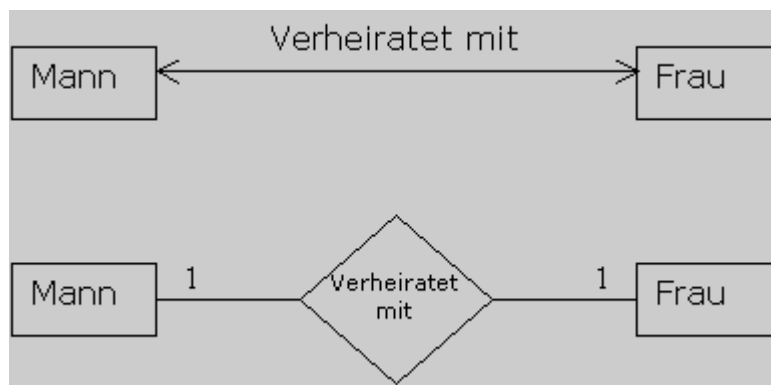 Verheiratet mit
Mann
Frau
Mann
1
Verheiratet
mit
1
Frau